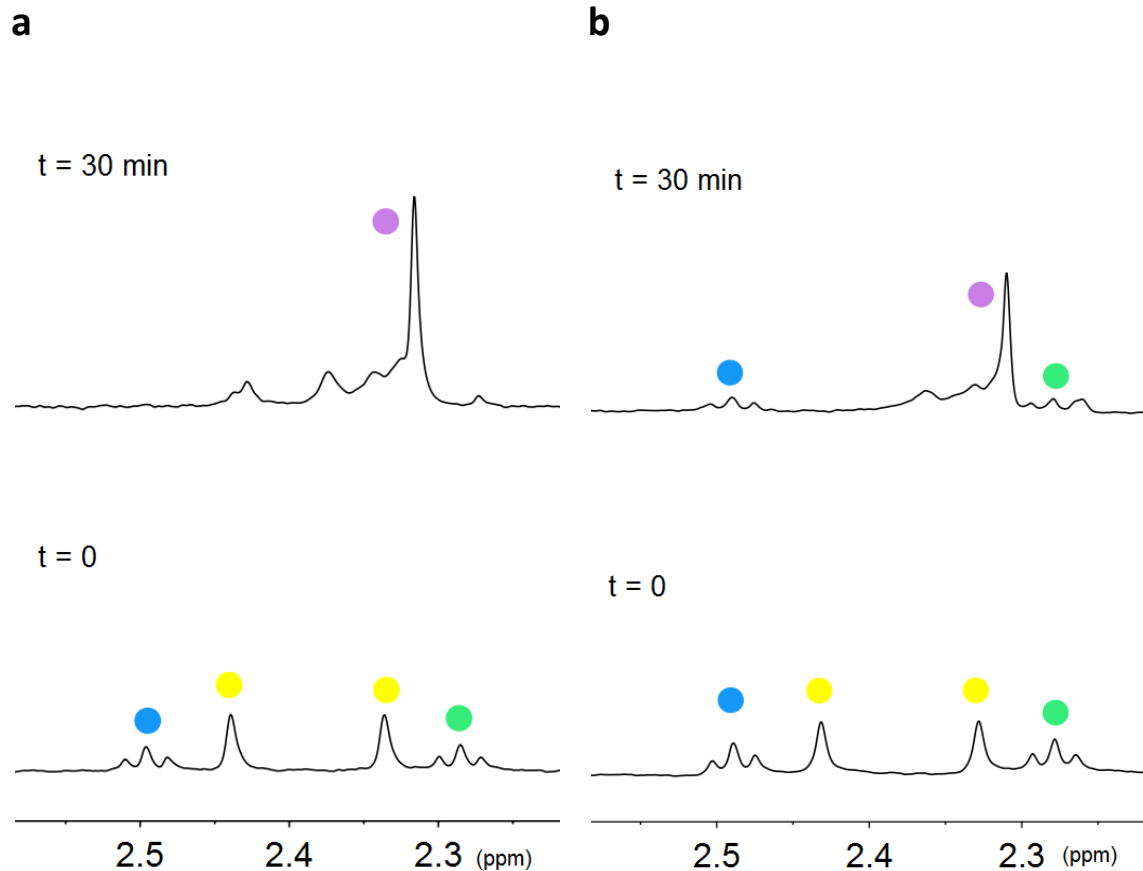 a
t = 30 min
t = 0
2.5 2.4 2.3 (ppm)
b
t = 30 min
t = 0
2.5 2.4 2.3 (ppm)